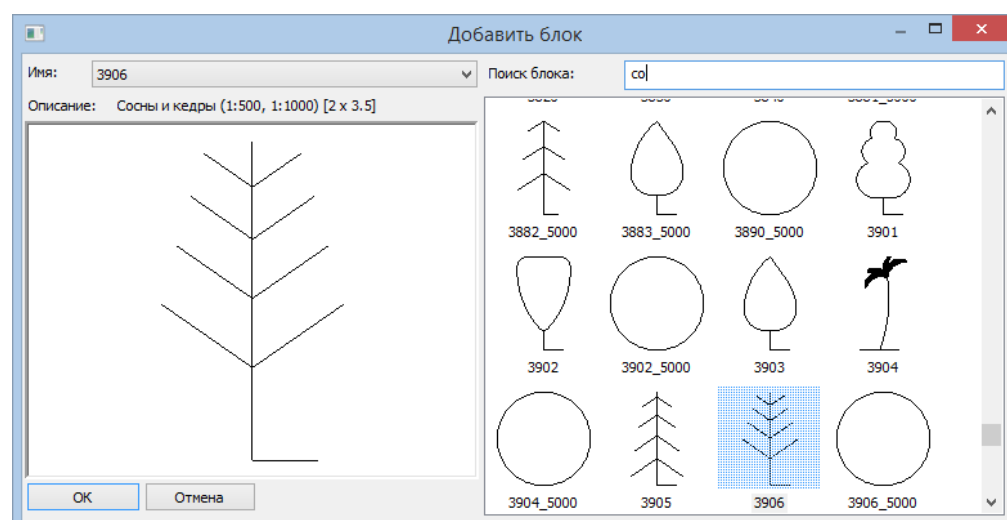 Добавить блок
Имя: 3906
Поиск блока: со
Описание: Сосны и кедры (1:500, 1:1000) [2 x 3.5]
3882_5000 3883_5000 3890_5000 3901
3902 3902_5000 3903 3904
3904_5000 3905 3906 3906_5000
OK Отмена